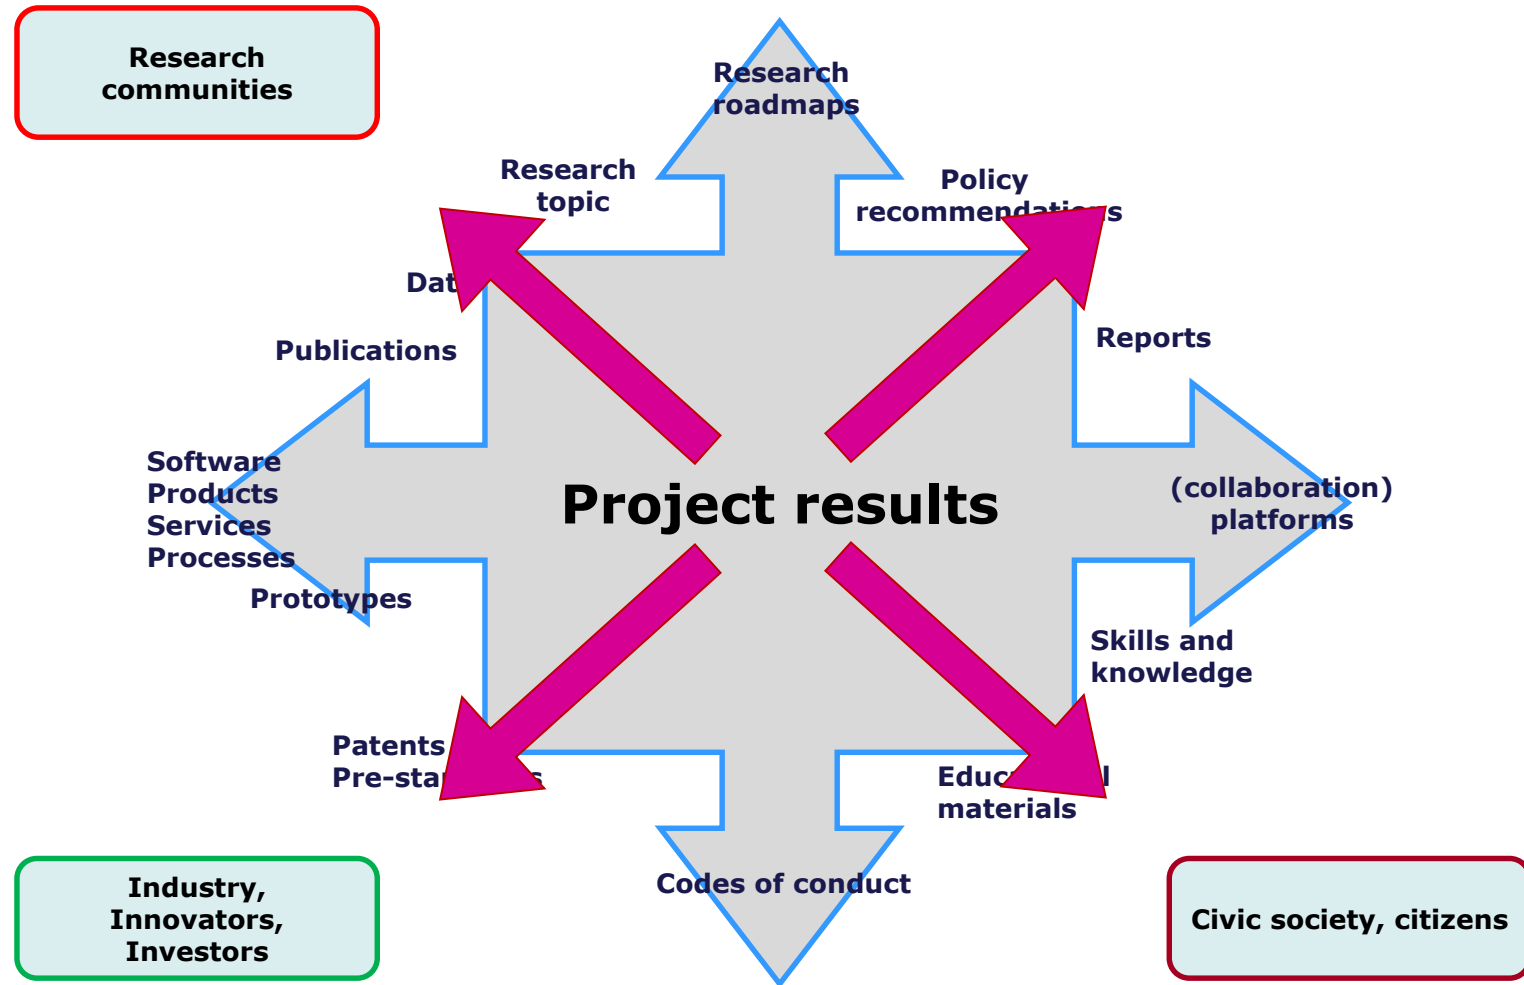 Research
communities
Research
roadmaps
Research
topic
Policy
recommendations
Publications
Reports
Software
Products
Services
Processes
Prototypes
Project results
(collaboration)
platforms
Skills and
knowledge
Patents
materials
Codes of conduct
Industry,
Innovators,
Investors
Civic society, citizens